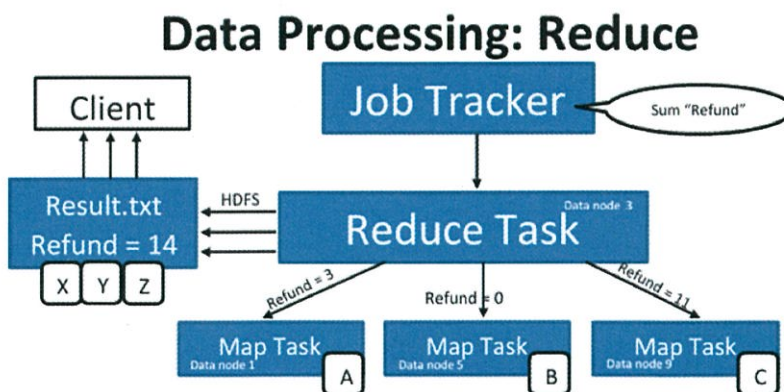 Data Processing: Reduce
Client
Job Tracker
Sum "Refund"
Result.txt
Refund = 14
X Y Z
HDFS
Data node 3
Reduce Task
Refund = 3
Refund = 0
Refund = 11
Map Task
Data node 1
A
Map Task
Data node 5
B
Map Task
Data node 9
C